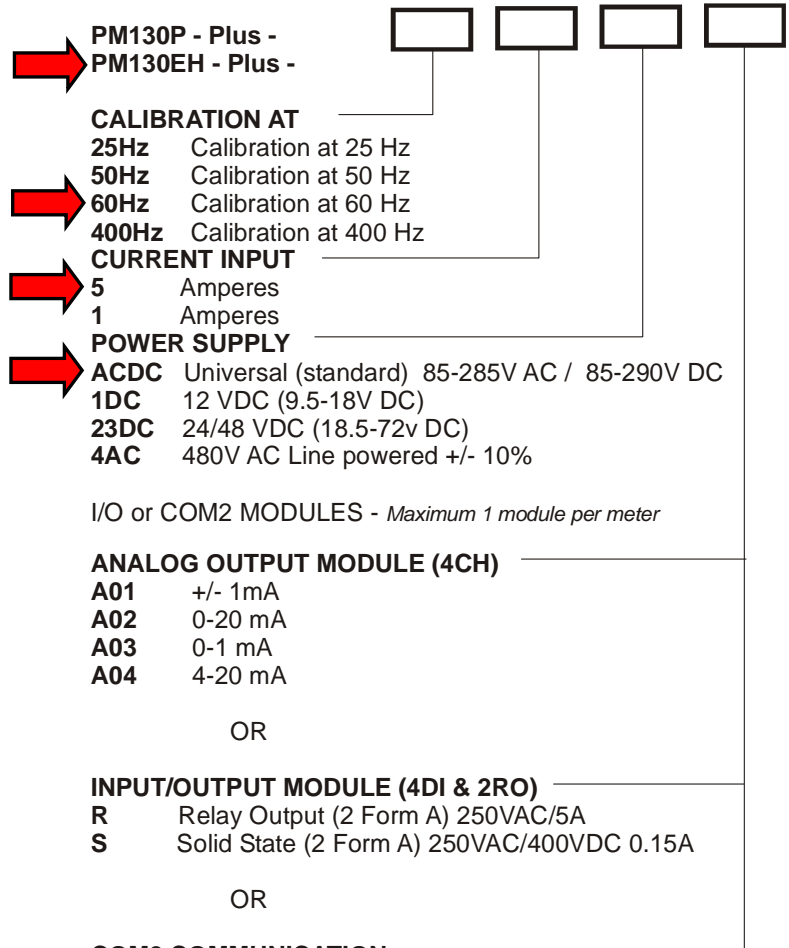 PM130P - Plus -
PM130EH - Plus -
CALIBRATION AT
25Hz Calibration at 25 Hz
50Hz Calibration at 50 Hz
60Hz Calibration at 60 Hz
400Hz Calibration at 400 Hz
CURRENT INPUT
5 Amperes
1 Amperes
POWER SUPPLY
ACDC Universal (standard) 85-285V AC / 85-290V DC
1DC 12 VDC (9.5-18V DC)
23DC 24/48 VDC (18.5-72v DC)
4AC 480V AC Line powered +/- 10%
I/O or COM2 MODULES - Maximum 1 module per meter
ANALOG OUTPUT MODULE (4CH)
A01 +/- 1mA
A02 0-20 mA
A03 0-1 mA
A04 4-20 mA
OR
INPUT/OUTPUT MODULE (4DI & 2RO)
R Relay Output (2 Form A) 250VAC/5A
S Solid State (2 Form A) 250VAC/400VDC 0.15A
OR
COMMUNICATION